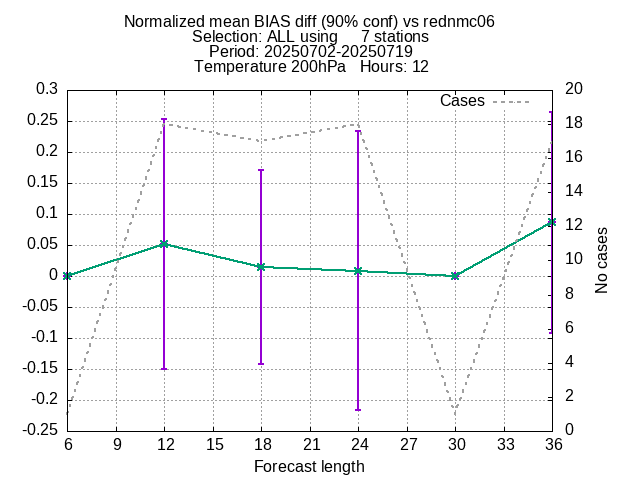 Normalized mean BIAS diff (90% conf) vs rednmc06
Selection: ALL using 7 stations
Period: 20250702-20250719
Temperature 200hPa Hours: 12
Cases
0.3
0.25
0.2
0.15
0.1
0.05
0
-0.05
-0.1
-0.15
-0.2
-0.25
20
18
16
14
12
10
8
6
4
2
0
No cases
6 9 12 15 18 21 24 27 30 33 36
Forecast length